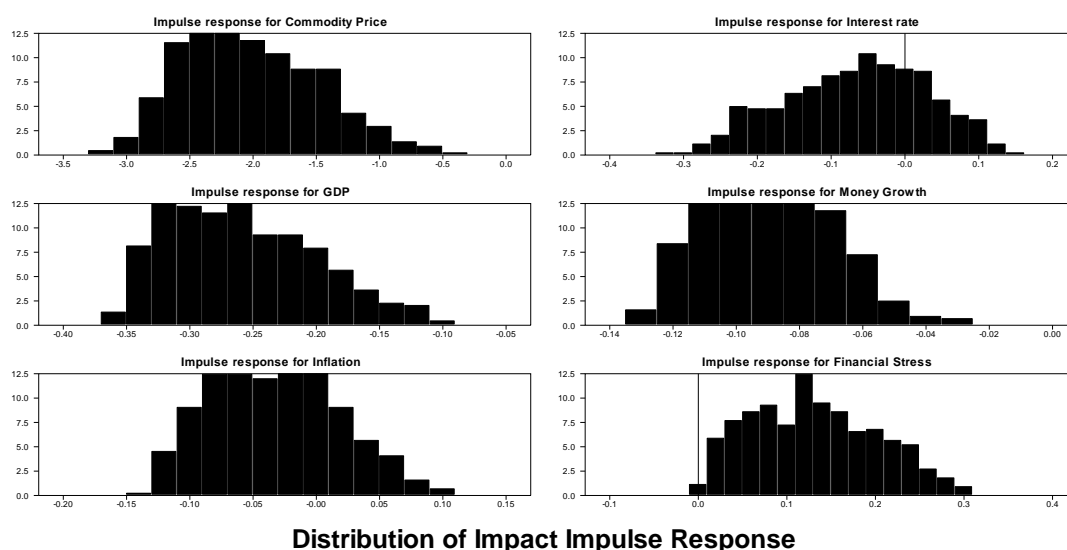 Impulse response for Commodity Price
12.5
10.0
7.5
5.0
2.5
0.0
-3.5 -3.0 -2.5 -2.0 -1.5 -1.0 -0.5 0.0
Impulse response for Interest rate
12.5
10.0
7.5
5.0
2.5
0.0
-0.4 -0.3 -0.2 -0.1 -0.0 0.1 0.2
Impulse response for GDP
12.5
10.0
7.5
5.0
2.5
0.0
-0.40 -0.35 -0.30 -0.25 -0.20 -0.15 -0.10 -0.05
Impulse response for Money Growth
12.5
10.0
7.5
5.0
2.5
0.0
-0.14 -0.12 -0.10 -0.08 -0.06 -0.04 -0.02 0.00
Impulse response for Inflation
12.5
10.0
7.5
5.0
2.5
0.0
-0.20 -0.15 -0.10 -0.05 -0.00 0.05 0.10 0.15
Impulse response for Financial Stress
12.5
10.0
7.5
5.0
2.5
0.0
-0.1 0.0 0.1 0.2 0.3 0.4
Distribution of Impact Impulse Response